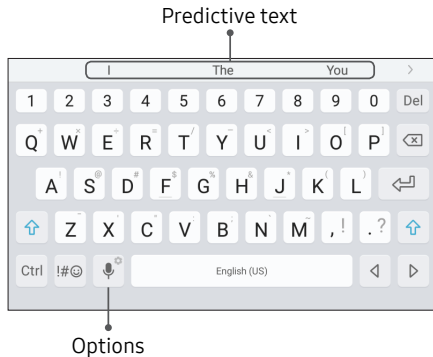 Predictive text
I The You >
1 2 3 4 5 6 7 8 9 0 Del
Q+ W× E÷ R= T/ Y_ U< I> O[ P]
A! S@ D# F$ G% H& J* K( L)
Z- X' C" V: B; N, M~ ,! .?
Ctrl !#☺ English (US)
Options